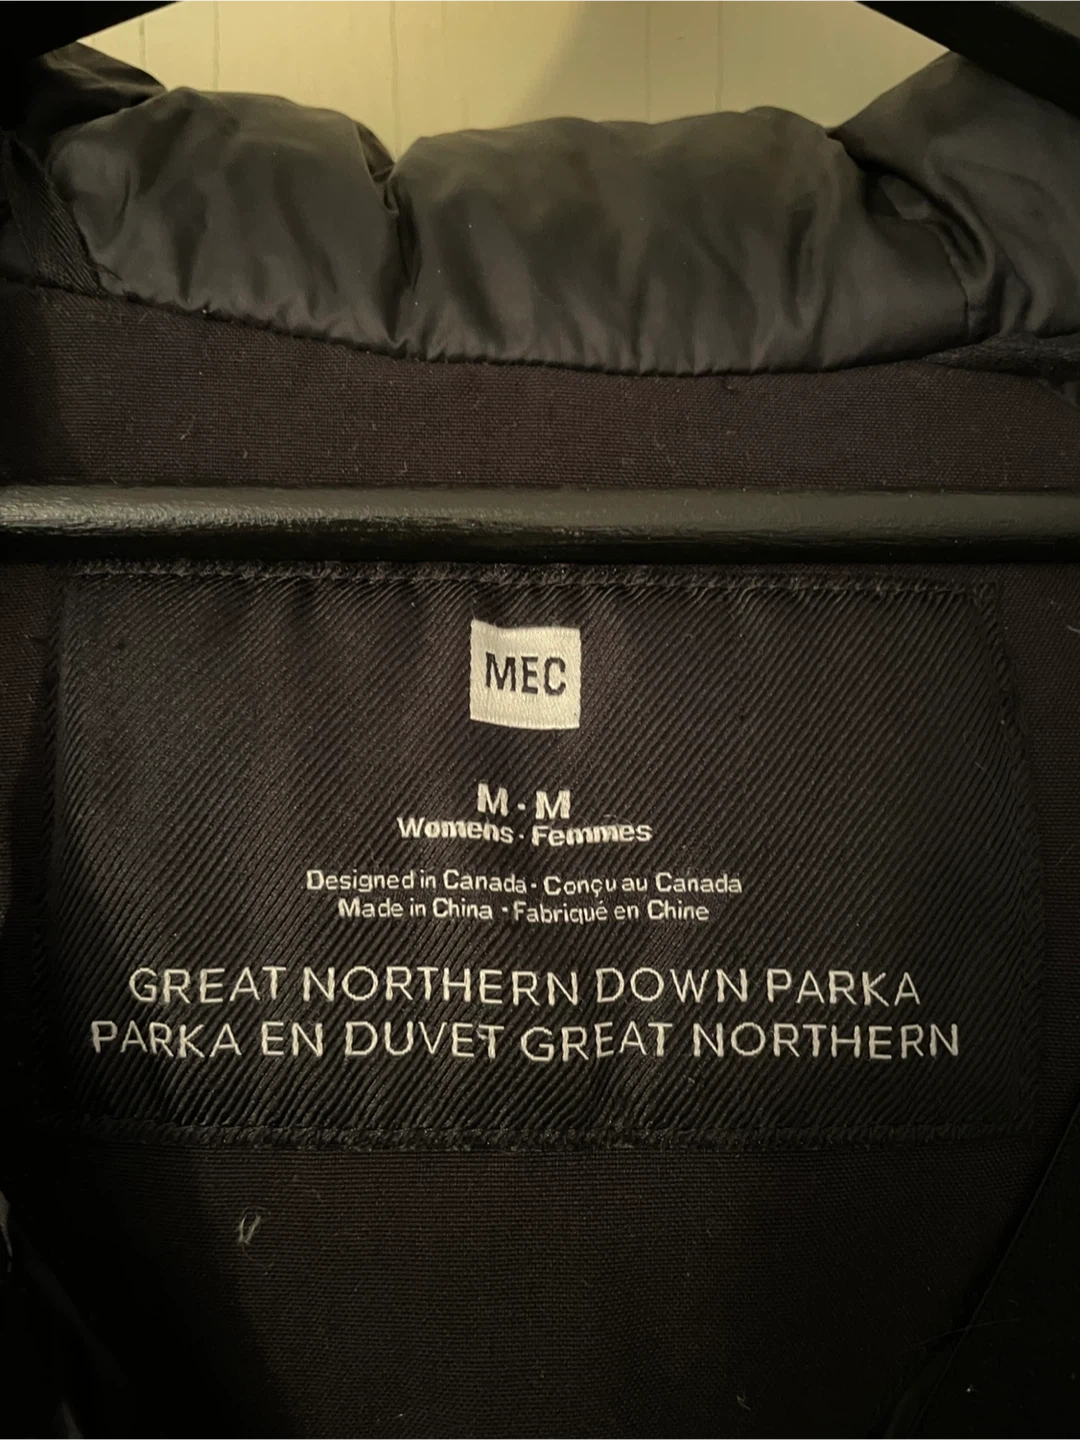 MEC
M · M
Womens · Femmes
Designed in Canada · Conçu au Canada
Made in China · Fabriqué en Chine
GREAT NORTHERN DOWN PARKA
PARKA EN DUVET GREAT NORTHERN